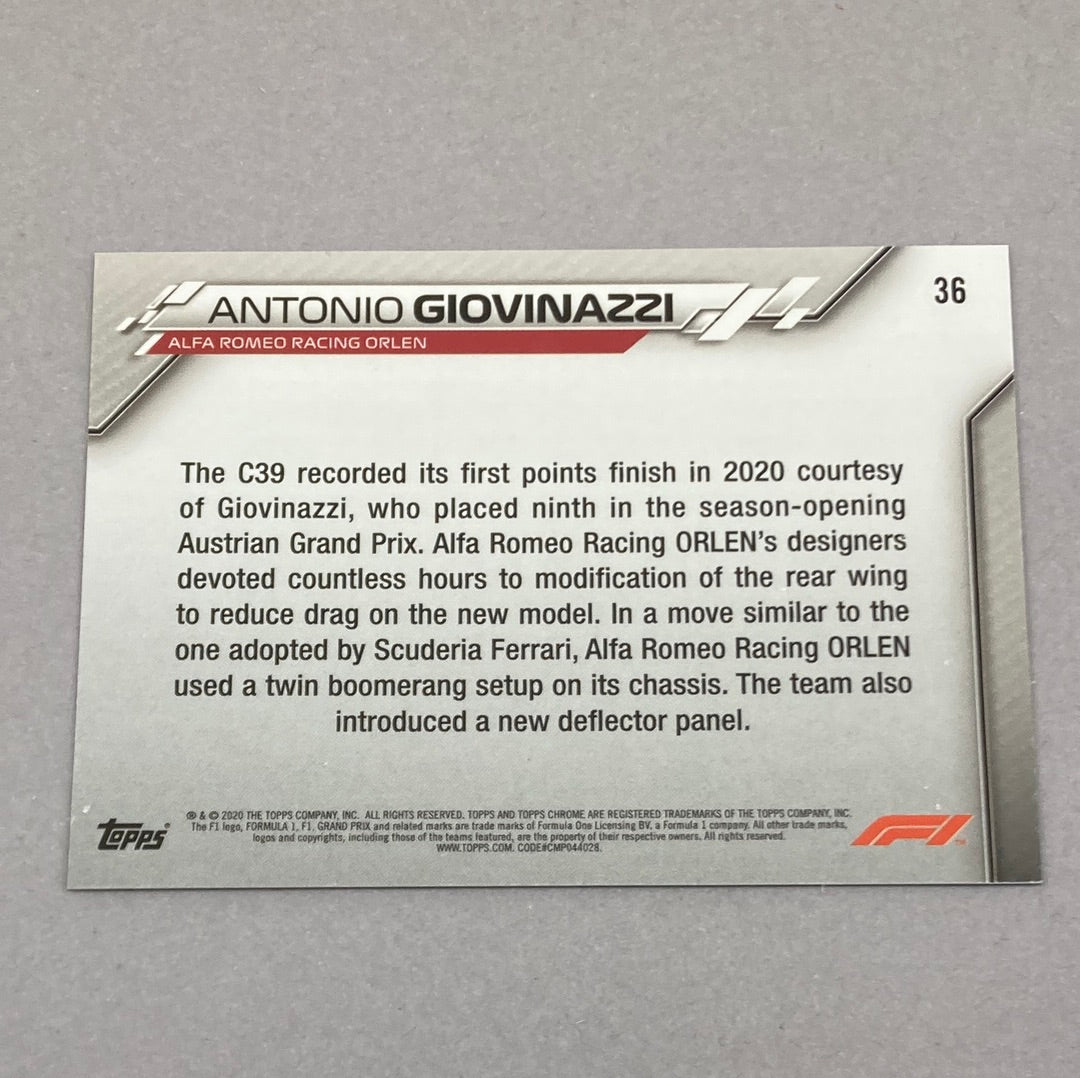 ANTONIO GIOVINAZZI
36
ALFA ROMEO RACING ORLEN
The C39 recorded its first points finish in 2020 courtesy
of Giovinazzi, who placed ninth in the season-opening
Austrian Grand Prix. Alfa Romeo Racing ORLEN's designers
devoted countless hours to modification of the rear wing
to reduce drag on the new model. In a move similar to the
one adopted by Scuderia Ferrari, Alfa Romeo Racing ORLEN
used a twin boomerang setup on its chassis. The team also
introduced a new deflector panel.
Topps®
® & © 2020 THE TOPPS COMPANY, INC. ALL RIGHTS RESERVED. TOPPS AND TOPPS CHROME ARE REGISTERED TRADEMARKS OF THE TOPPS COMPANY, INC.
The F1 logo, FORMULA 1, F1, GRAND PRIX and related marks are trade marks of Formula One Licensing BV, a Formula 1 company. All other trade marks,
logos and copyrights, including those of the teams featured, are the property of their respective owners. All rights reserved.
WWW.TOPPS.COM. CODE#CMP044028.
F1™